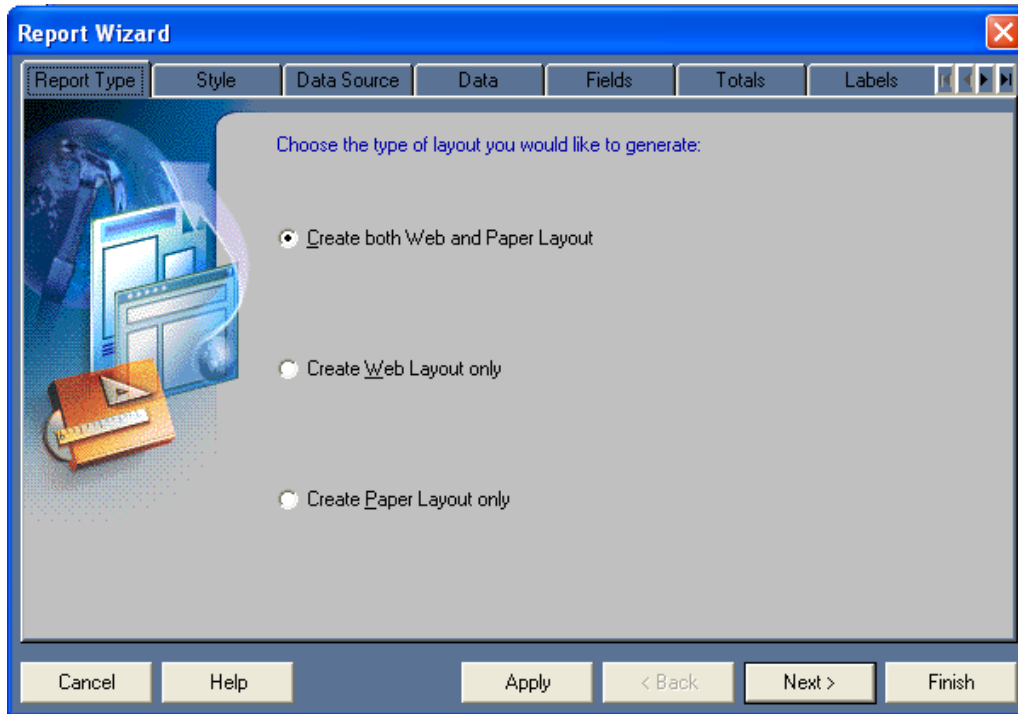 Report Wizard
Report Type Style Data Source Data Fields Totals Labels
Choose the type of layout you would like to generate:
Create both Web and Paper Layout
Create Web Layout only
Create Paper Layout only
Cancel Help Apply < Back Next > Finish